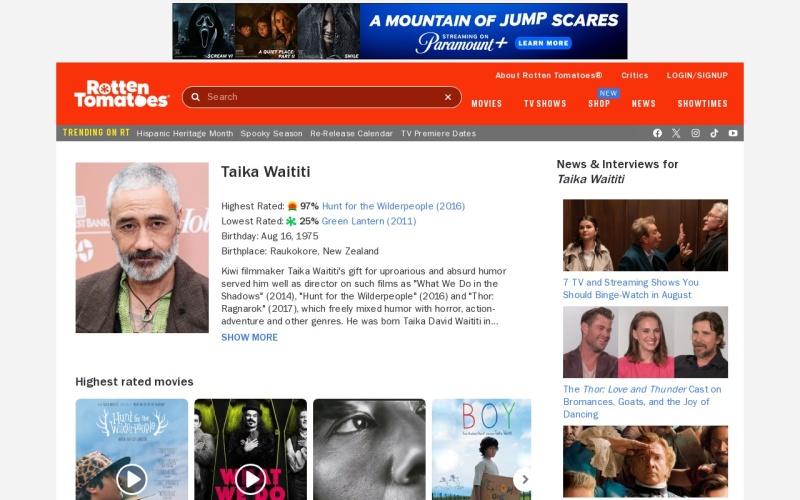 A MOUNTAIN OF JUMP SCARES
SCREAM VI
A QUIET PLACE
PART II
SMILE
STREAMING ON
Paramount+
LEARN MORE
About Rotten Tomatoes®
Critics
LOGIN/SIGNUP
Rotten
Tomatoes®
Search
MOVIES
TV SHOWS
NEW
SHOP
NEWS
SHOWTIMES
TRENDING ON RT
Hispanic Heritage Month
Spooky Season
Re-Release Calendar
TV Premiere Dates
Taika Waititi
Highest Rated: 97% Hunt for the Wilderpeople (2016)
Lowest Rated: 25% Green Lantern (2011)
Birthday: Aug 16, 1975
Birthplace: Raukokore, New Zealand
Kiwi filmmaker Taika Waititi's gift for uproarious and absurd humor
served him well as director on such films as "What We Do in the
Shadows" (2014), "Hunt for the Wilderpeople" (2016) and "Thor:
Ragnarok" (2017), which freely mixed humor with horror, action-
adventure and other genres. He was born Taika David Waititi in...
SHOW MORE
News & Interviews for
Taika Waititi
7 TV and Streaming Shows You
Should Binge-Watch in August
The Thor: Love and Thunder Cast on
Bromances, Goats, and the Joy of
Dancing
Highest rated movies
Hunt for the
Wilderpeople
WHAT
WE DO
BOY